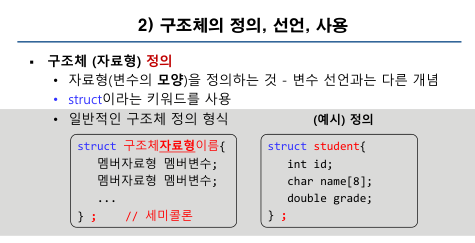 2) 구조체의 정의, 선언, 사용
▪ 구조체 (자료형) 정의
• 자료형(변수의 모양)을 정의하는 것 - 변수 선언과는 다른 개념
• struct이라는 키워드를 사용
• 일반적인 구조체 정의 형식
(예시) 정의
struct 구조체자료형이름{
멤버자료형 멤버변수;
멤버자료형 멤버변수;
...
} ; // 세미콜론
struct student{
int id;
char name[8];
double grade;
} ;